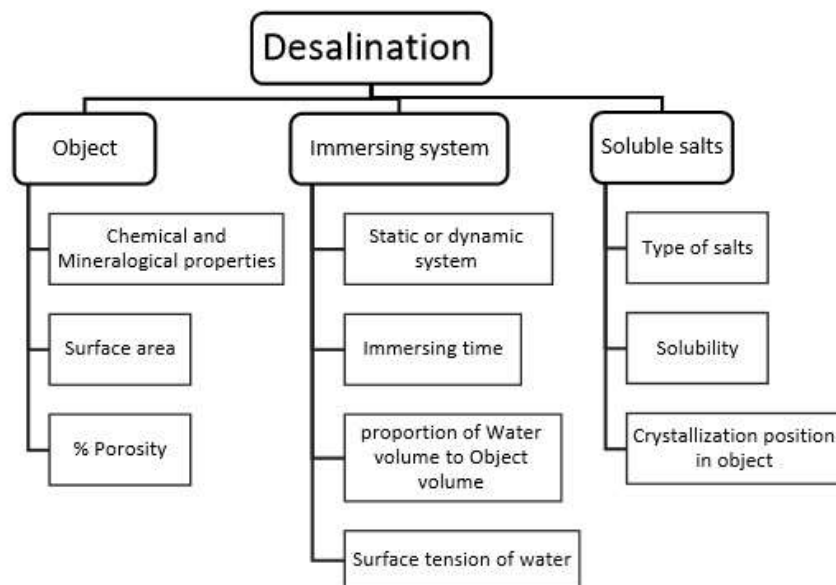 Desalination
Object
Immersing system
Soluble salts
Chemical and
Mineralogical properties
Surface area
% Porosity
Static or dynamic
system
Immersing time
proportion of Water
volume to Object
volume
Surface tension of water
Type of salts
Solubility
Crystallization position
in object